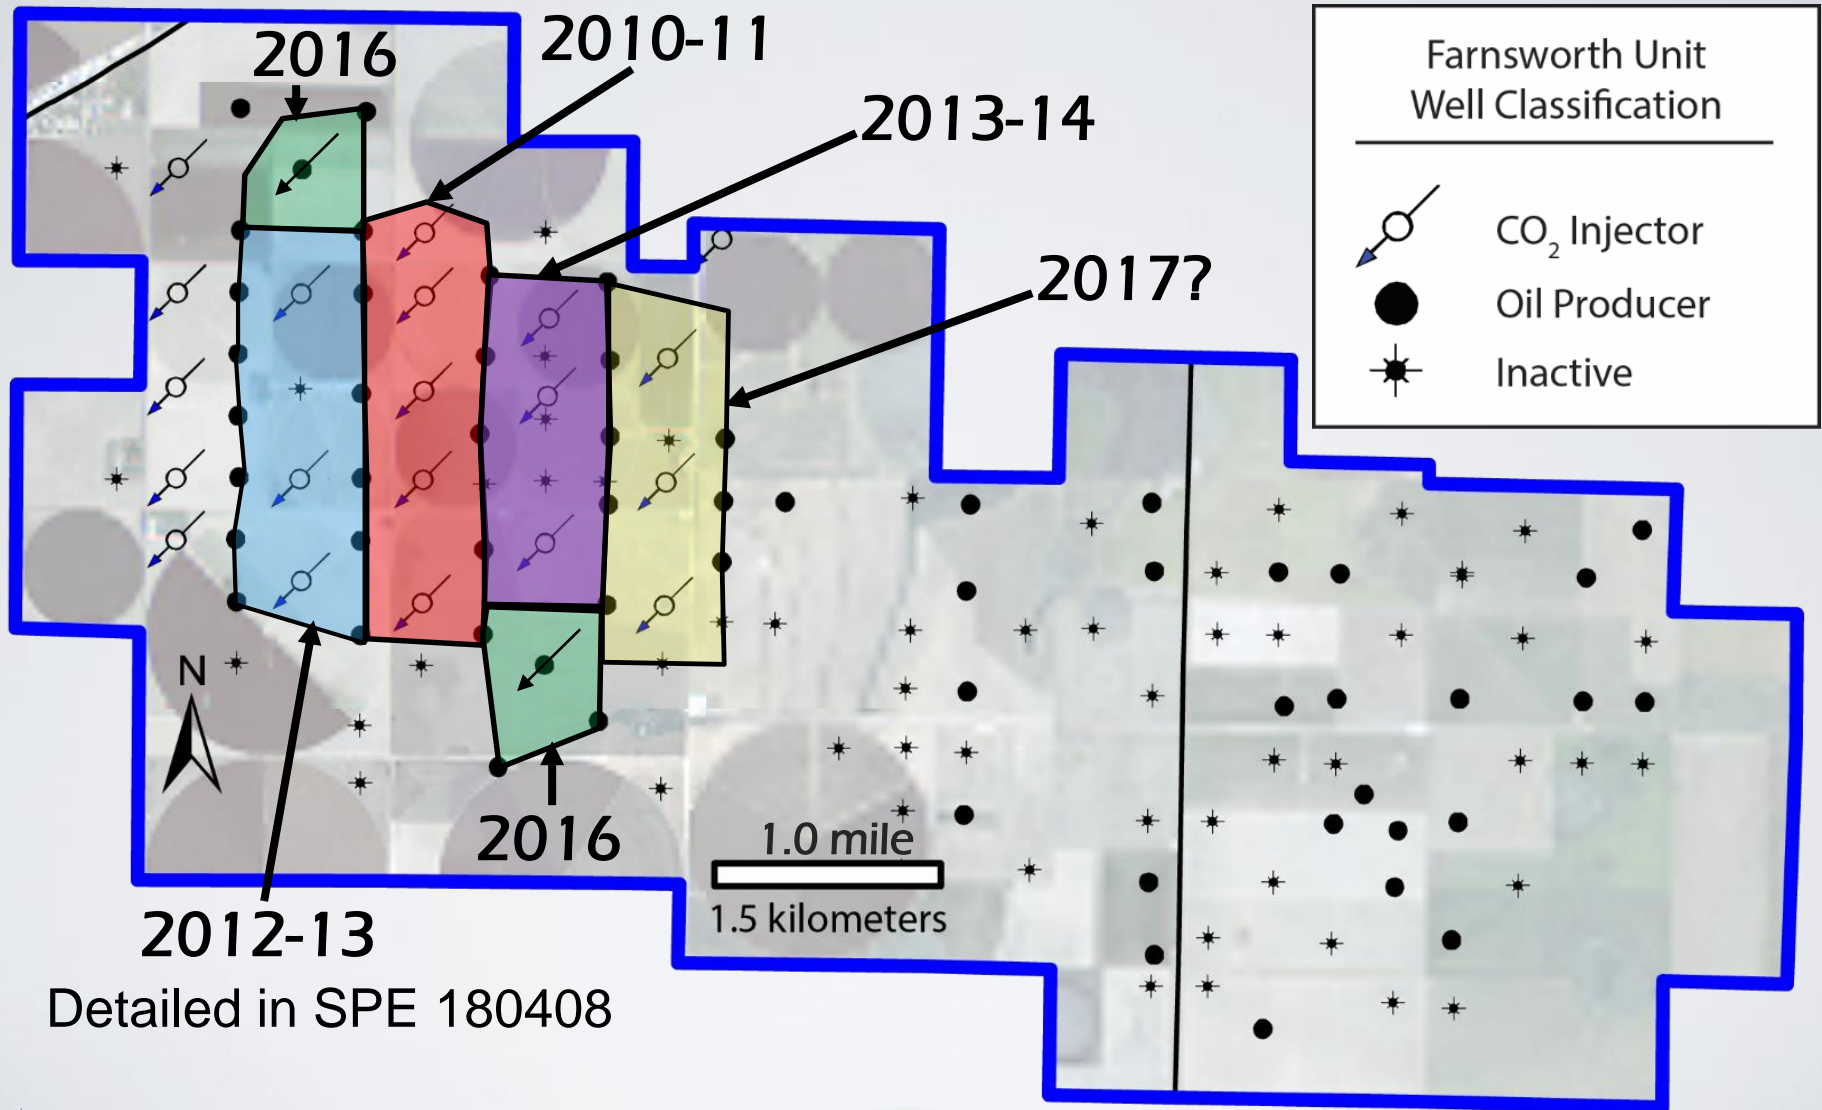 2016
2010-11
2013-14
2017?
Farnsworth Unit
Well Classification
CO₂ Injector
Oil Producer
Inactive
N
2016
1.0 mile
1.5 kilometers
2012-13
Detailed in SPE 180408